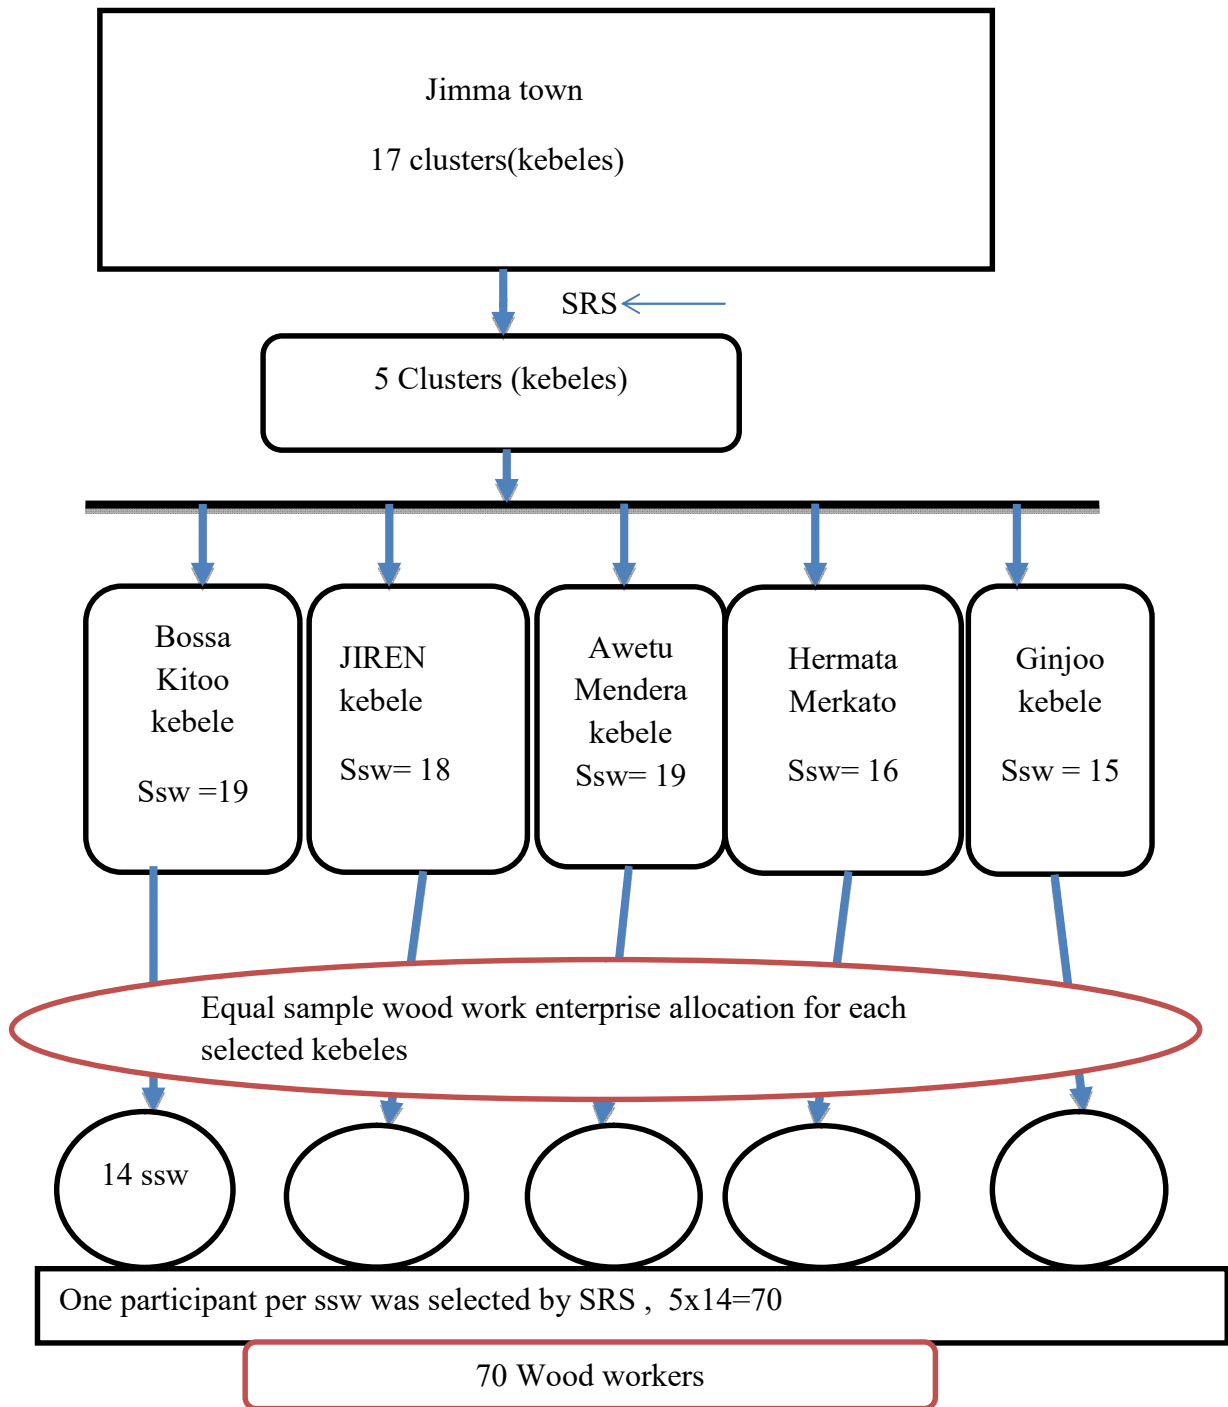 Jimma town
17 clusters(kebeles)
SRS
5 Clusters (kebeles)
Bossa
Kitoo
kebele
Ssw =19
JIREN
kebele
Ssw= 18
Awetu
Mendera
kebele
Ssw= 19
Hermata
Merkato
Ssw= 16
Ginjoo
kebele
Ssw = 15
Equal sample wood work enterprise allocation for each
selected kebeles
14 ssw
One participant per ssw was selected by SRS , 5x14=70
70 Wood workers